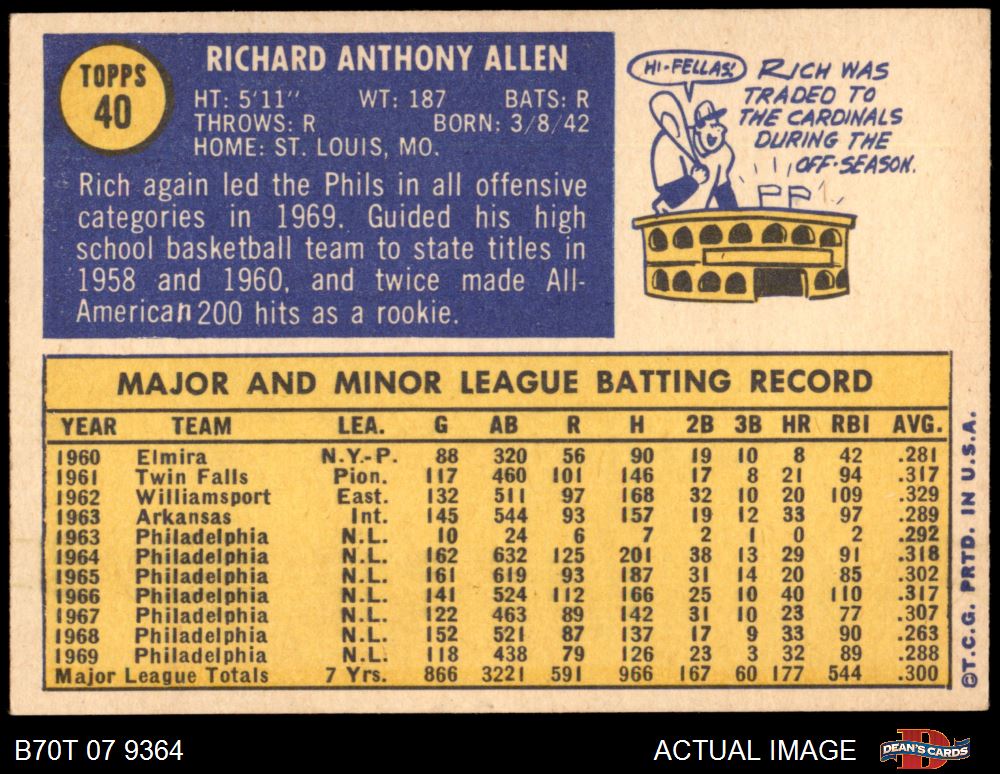 TOPPS
40
RICHARD ANTHONY ALLEN
HT: 5'11" WT: 187 BATS: R
THROWS: R BORN: 3/8/42
HOME: ST. LOUIS, MO.
Rich again led the Phils in all offensive
categories in 1969. Guided his high
school basketball team to state titles in
1958 and 1960, and twice made All-
American 200 hits as a rookie.
HI-FELLAS!
RICH WAS
TRADED TO
THE CARDINALS
DURING THE
OFF-SEASON.
MAJOR AND MINOR LEAGUE BATTING RECORD
YEAR TEAM LEA. G AB R H 2B 3B HR RBI AVG.
1960 Elmira N.Y.-P. 88 320 56 90 19 10 8 42 .281
1961 Twin Falls Pion. 117 460 101 146 17 8 21 94 .317
1962 Williamsport East. 132 511 97 168 32 10 20 109 .329
1963 Arkansas Int. 145 544 93 157 19 12 33 97 .289
1963 Philadelphia N.L. 10 24 6 7 2 1 0 2 .292
1964 Philadelphia N.L. 162 632 125 201 38 13 29 91 .318
1965 Philadelphia N.L. 161 619 93 187 31 14 20 85 .302
1966 Philadelphia N.L. 141 524 112 166 25 10 40 110 .317
1967 Philadelphia N.L. 122 463 89 142 31 10 23 77 .307
1968 Philadelphia N.L. 152 521 87 137 17 9 33 90 .263
1969 Philadelphia N.L. 118 438 79 126 23 3 32 89 .288
Major League Totals 7 Yrs. 866 3221 591 966 167 60 177 544 .300
©T.C.G. PRTD. IN U.S.A.
B70T 07 9364
ACTUAL IMAGE
DEAN'S CARDS